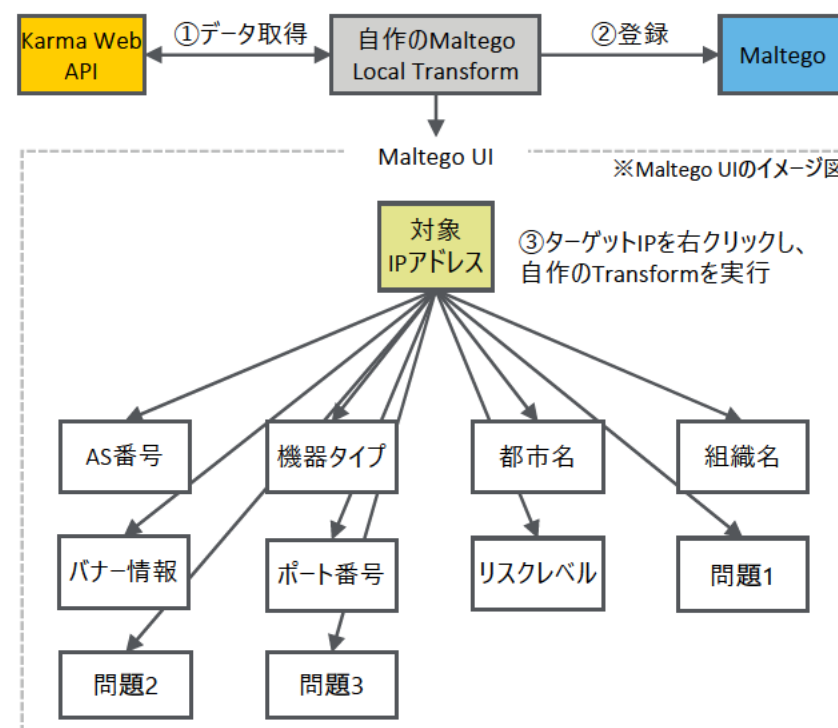 Karma Web
API
①データ取得
自作のMaltego
Local Transform
②登録
Maltego
Maltego UI
※Maltego UIのイメージ図
対象
IPアドレス
③ターゲットIPを右クリックし、
自作のTransformを実行
AS番号
機器タイプ
都市名
組織名
バナー情報
ポート番号
リスクレベル
問題1
問題2
問題3